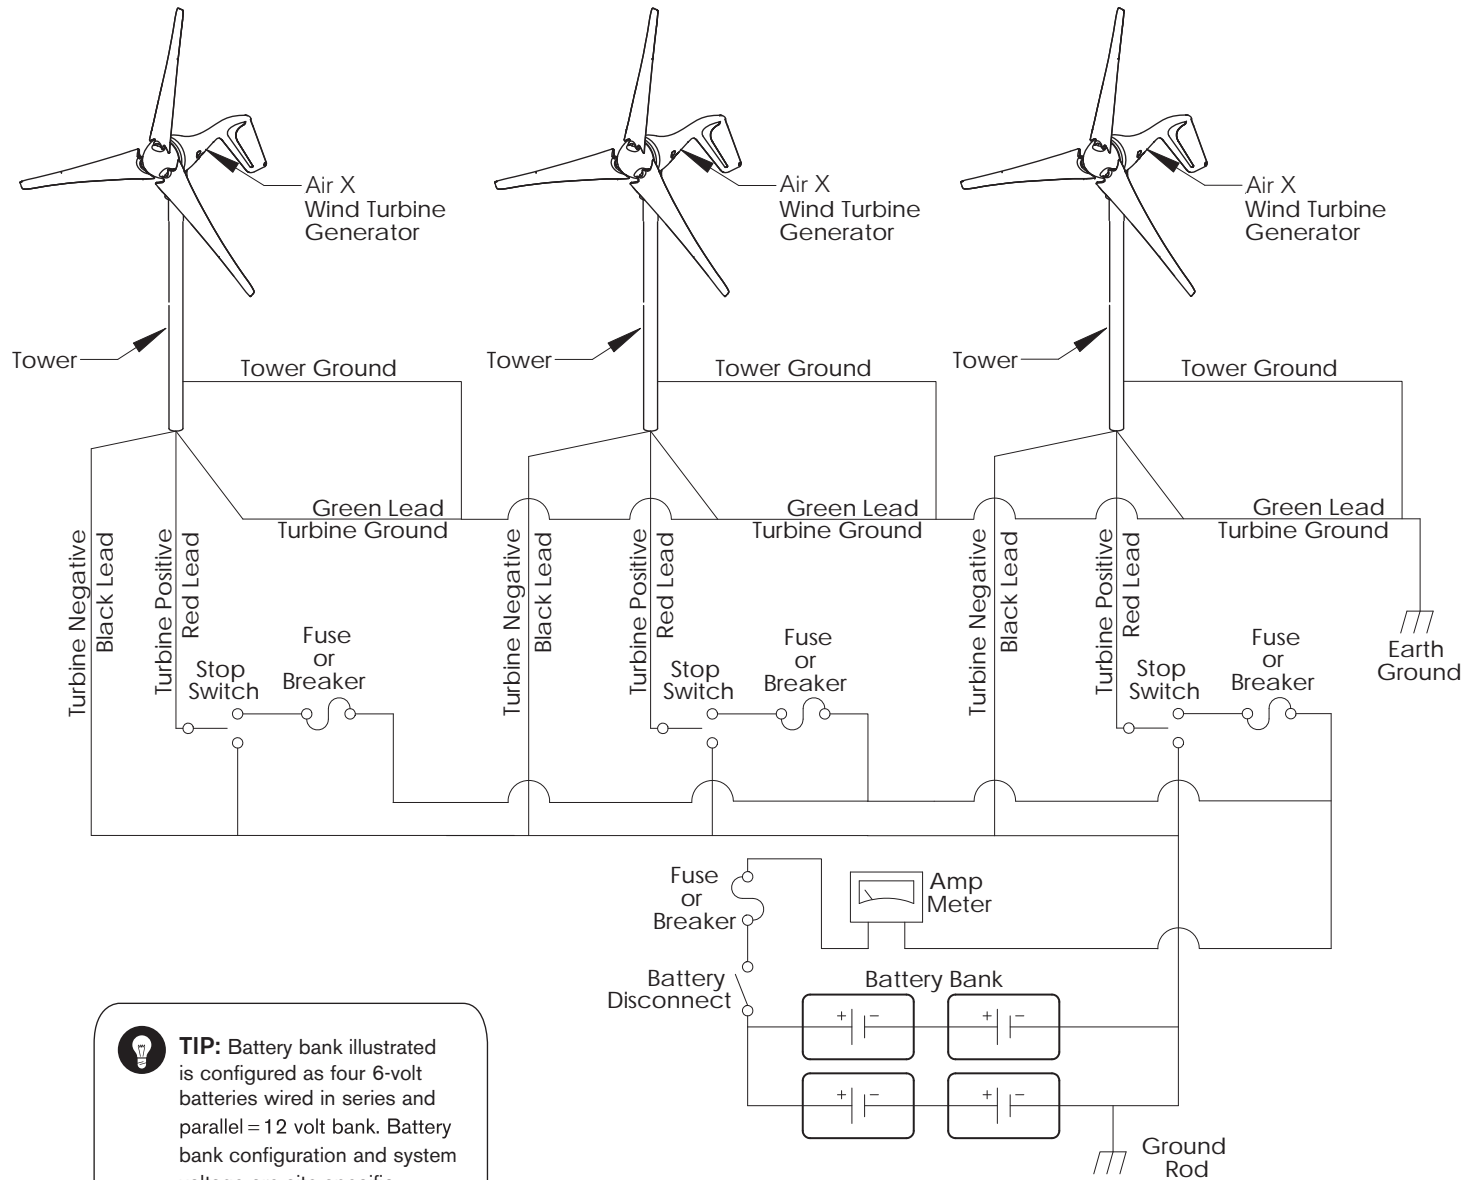 Air X
Wind Turbine
Generator
Air X
Wind Turbine
Generator
Air X
Wind Turbine
Generator
Tower
Tower Ground
Tower
Tower Ground
Tower
Tower Ground
Green Lead
Turbine Ground
Green Lead
Turbine Ground
Green Lead
Turbine Ground
Turbine Negative
Black Lead
Turbine Positive
Red Lead
Turbine Negative
Black Lead
Turbine Positive
Red Lead
Turbine Negative
Black Lead
Turbine Positive
Red Lead
Stop
Switch
Fuse
or
Breaker
Stop
Switch
Fuse
or
Breaker
Stop
Switch
Fuse
or
Breaker
Earth
Ground
Fuse
or
Breaker
Amp
Meter
Battery
Disconnect
Battery Bank
+ −
+ −
+ −
+ −
Ground
Rod
TIP: Battery bank illustrated
is configured as four 6-volt
batteries wired in series and
parallel = 12 volt bank. Battery
bank configuration and system
voltage are site specific